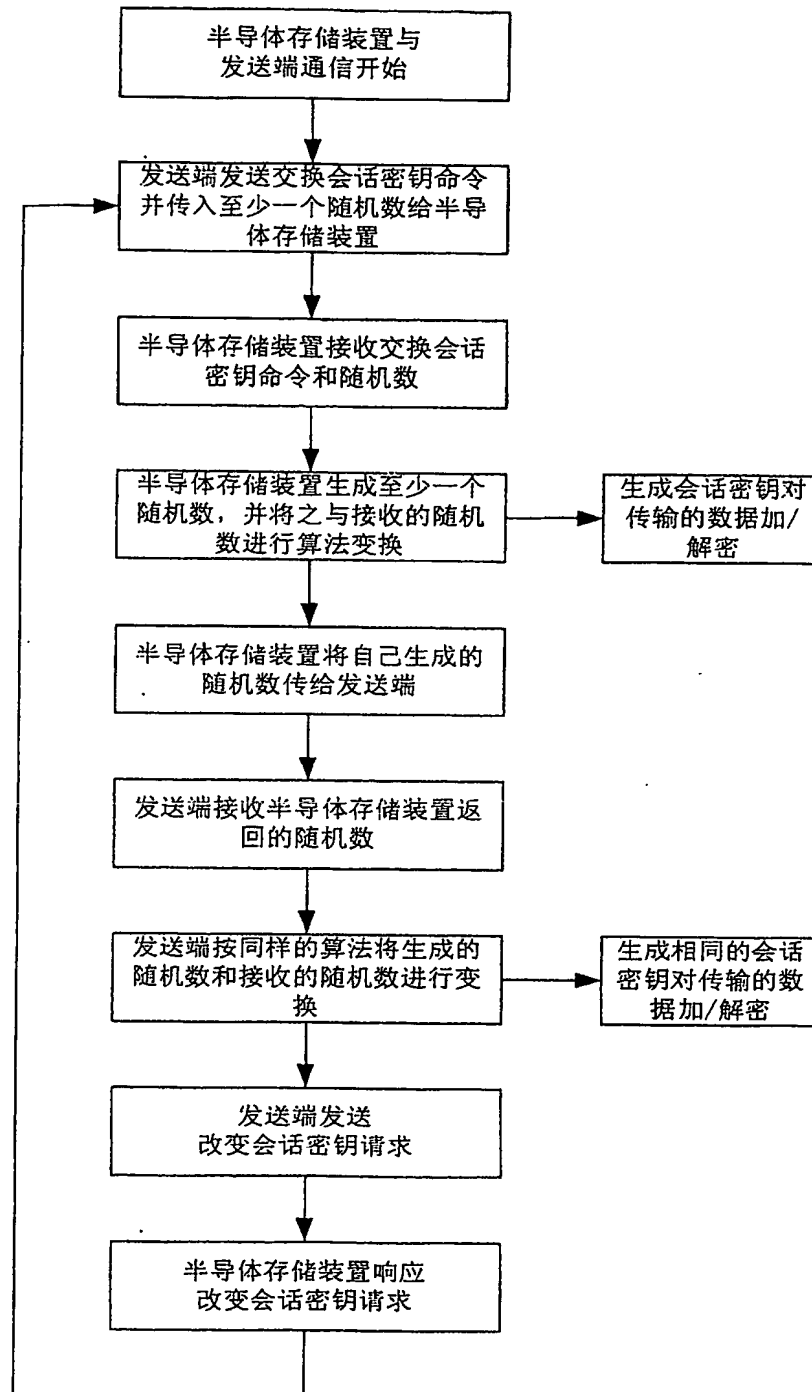 半导体存储装置与
发送端通信开始
发送端发送交换会话密钥命令
并传入至少一个随机数给半导
体存储装置
半导体存储装置接收交换会话
密钥命令和随机数
半导体存储装置生成至少一个
随机数，并将之与接收的随机
数进行算法变换
生成会话密钥对
传输的数据加/
解密
半导体存储装置将自己生成的
随机数传给发送端
发送端接收半导体存储装置返
回的随机数
发送端按同样的算法将生成的
随机数和接收的随机数进行变
换
生成相同的会话
密钥对传输的数
据加/解密
发送端发送
改变会话密钥请求
半导体存储装置响应
改变会话密钥请求